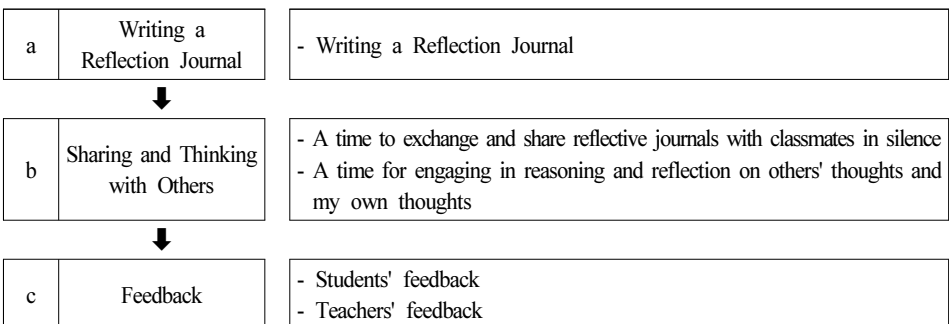 a
Writing a
Reflection Journal
- Writing a Reflection Journal
b
Sharing and Thinking
with Others
- A time to exchange and share reflective journals with classmates in silence
- A time for engaging in reasoning and reflection on others' thoughts and
my own thoughts
c
Feedback
- Students' feedback
- Teachers' feedback